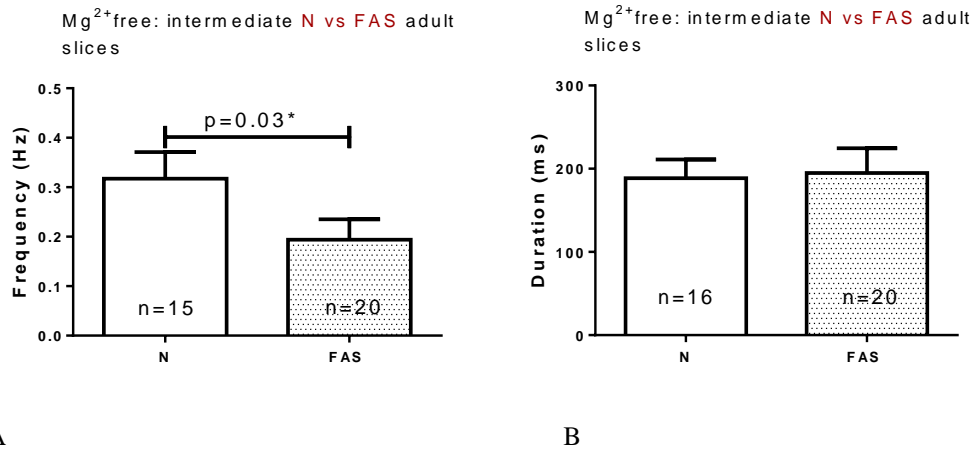 Mg²⁺free: intermediate N vs FAS adult
slices
0.5
0.4
0.3
0.2
0.1
0.0
Frequency (Hz)
p=0.03*
n=15
n=20
N
FAS
A
Mg²⁺free: intermediate N vs FAS adult
slices
300
200
100
0
Duration (ms)
n=16
n=20
N
FAS
B